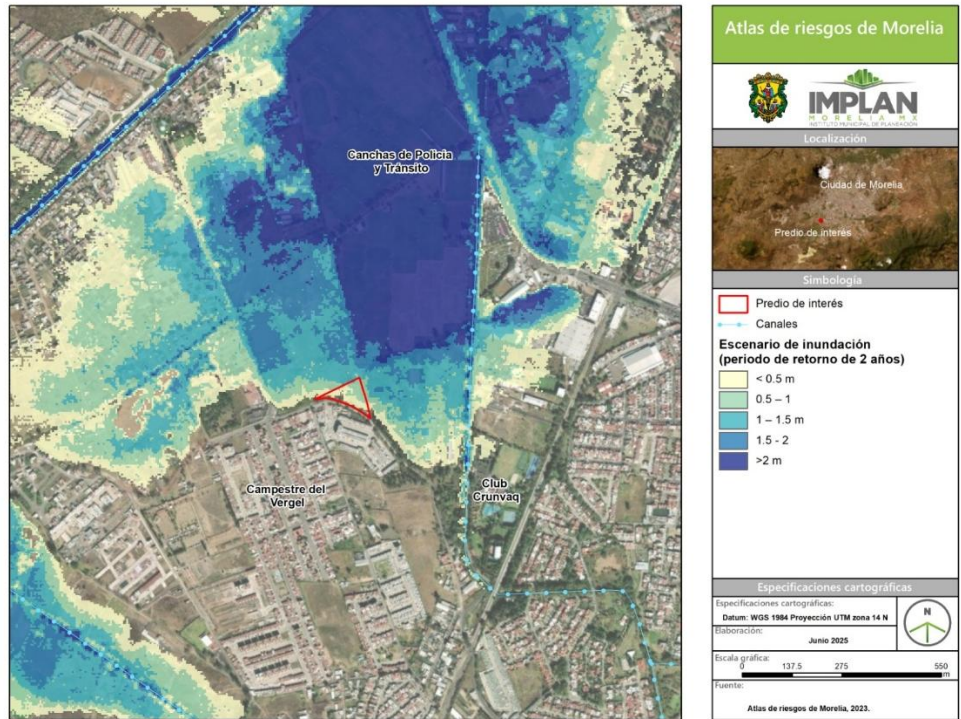 Canchas de Policía
y Tránsito
Campestre del
Vergel
Club
Crunvaq
Atlas de riesgos de Morelia
IMPLAN
MORELIA MX
INSTITUTO MUNICIPAL DE PLANEACIÓN
Localización
Ciudad de Morelia
Predio de interés
Simbología
Predio de interés
Canales
Escenario de inundación
(periodo de retorno de 2 años)
< 0.5 m
0.5 – 1
1 – 1.5 m
1.5 - 2
>2 m
Especificaciones cartográficas
Especificaciones cartográficas:
Datum: WGS 1984 Proyección UTM zona 14 N
N
Elaboración:
Junio 2025
Escala gráfica:
0 137.5 275 550
m
Fuente:
Atlas de riesgos de Morelia, 2023.